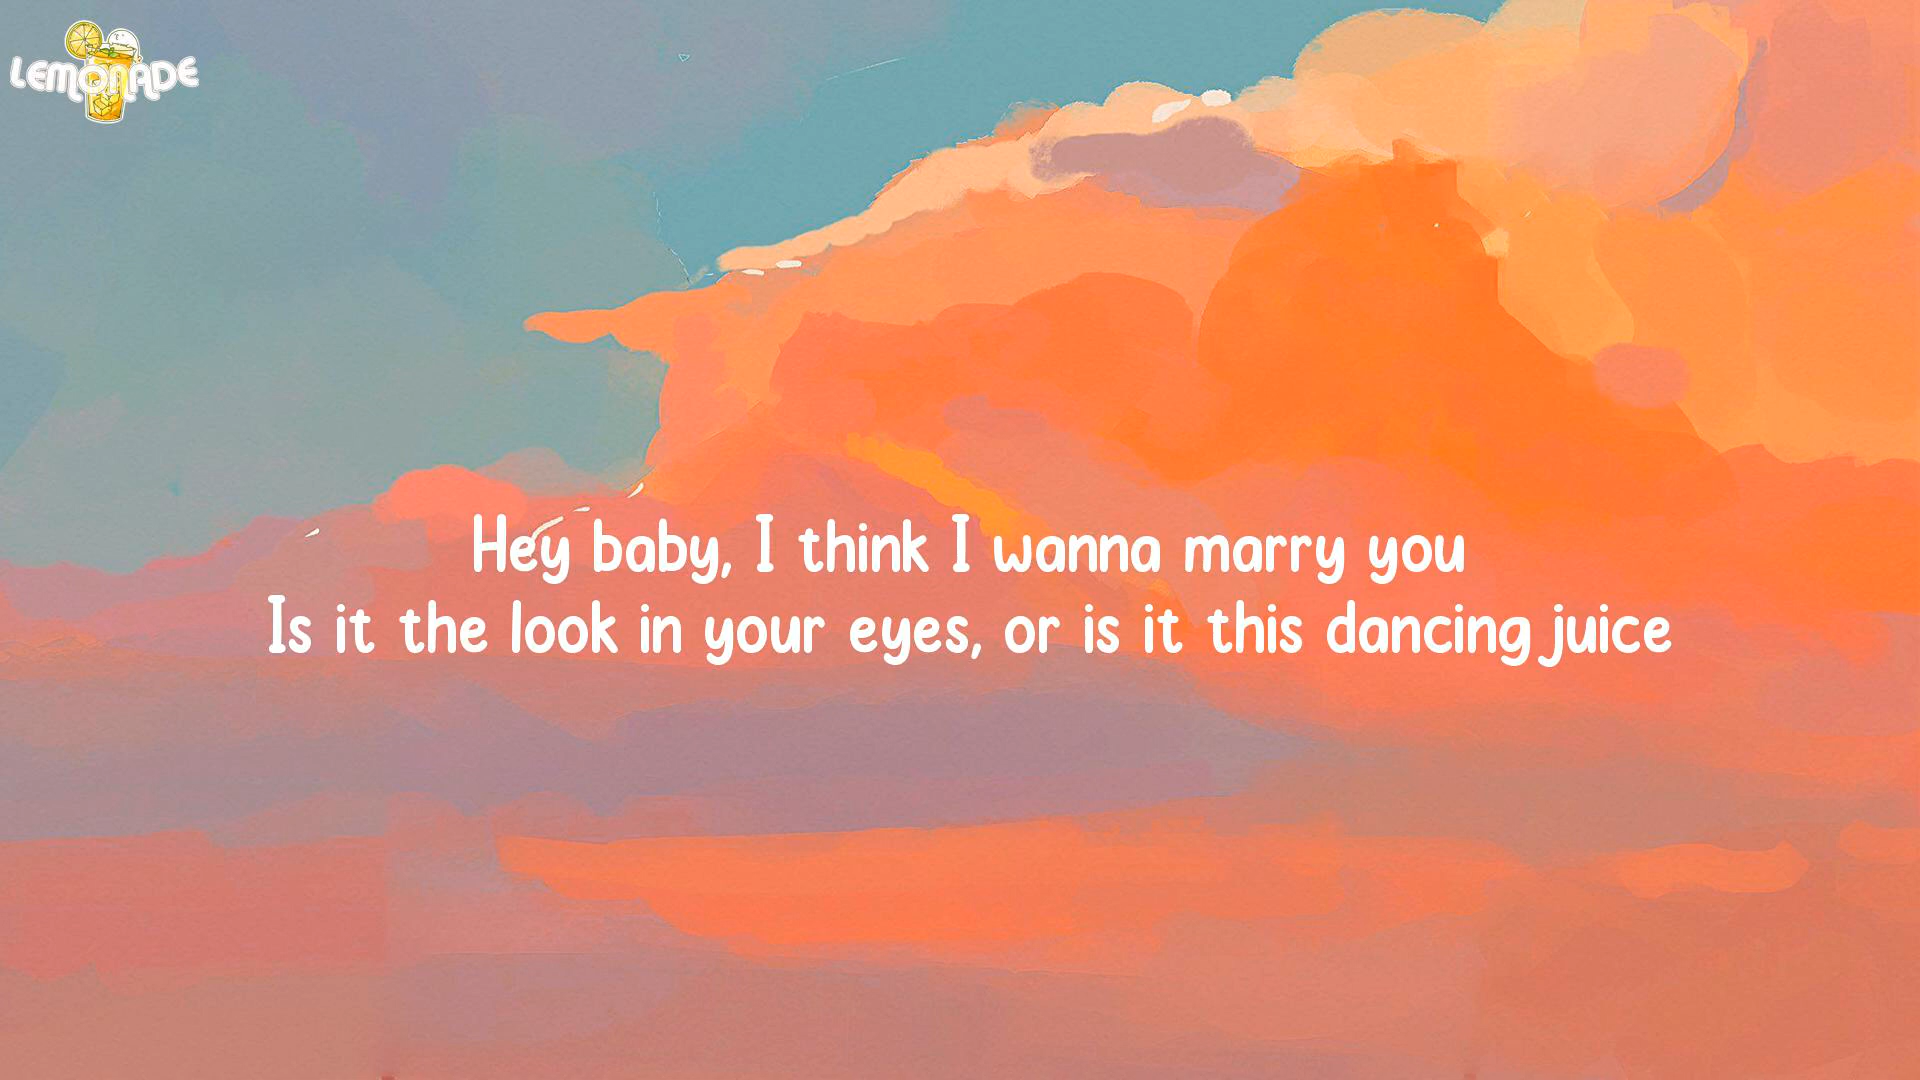 LEMONADE
Hey baby, I think I wanna marry you
Is it the look in your eyes, or is it this dancing juice